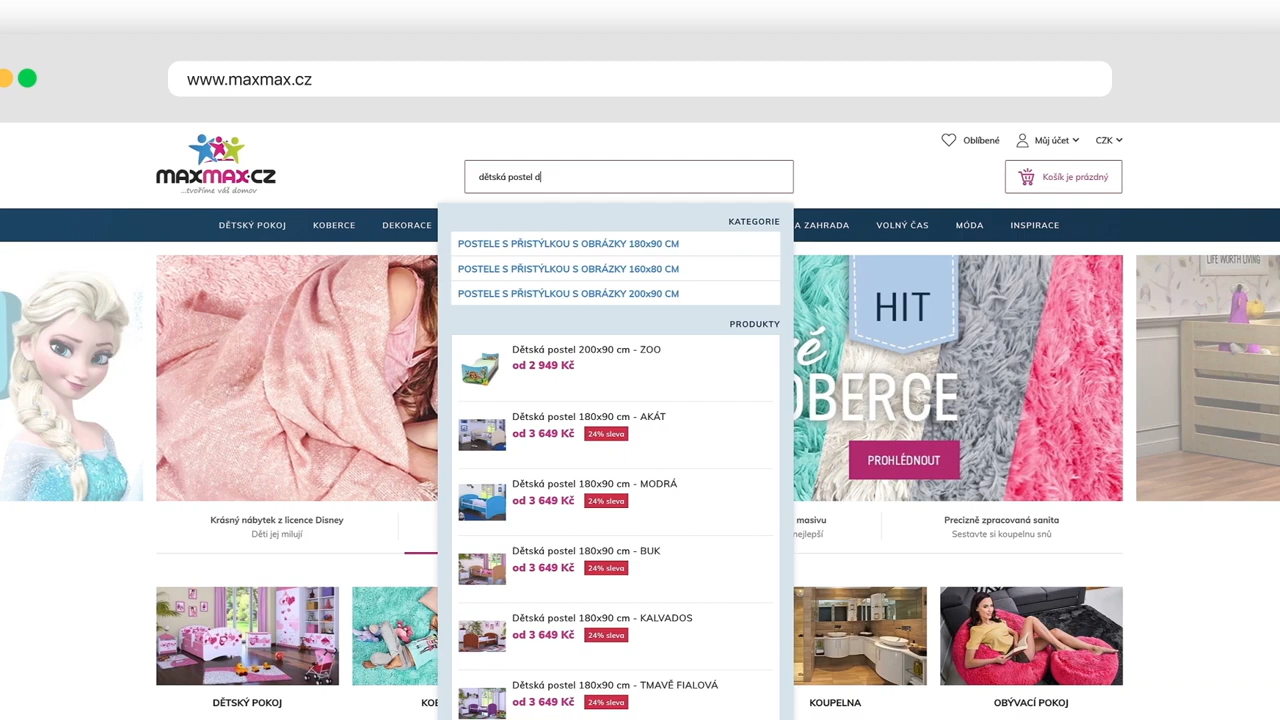 www.maxmax.cz
MAXMAX.CZ
...tvoříme váš domov
dětská postel d
Oblíbené
Můj účet
CZK
Košík je prázdný
DĚTSKÝ POKOJ
KOBERCE
DEKORACE
A ZAHRADA
VOLNÝ ČAS
MÓDA
INSPIRACE
KATEGORIE
POSTELE S PŘISTÝLKOU S OBRÁZKY 180x90 CM
POSTELE S PŘISTÝLKOU S OBRÁZKY 160x80 CM
POSTELE S PŘISTÝLKOU S OBRÁZKY 200x90 CM
PRODUKTY
Dětská postel 200x90 cm - ZOO
od 2 949 Kč
Dětská postel 180x90 cm - AKÁT
od 3 649 Kč 24% sleva
Dětská postel 180x90 cm - MODRÁ
od 3 649 Kč 24% sleva
Dětská postel 180x90 cm - BUK
od 3 649 Kč 24% sleva
Dětská postel 180x90 cm - KALVADOS
od 3 649 Kč 24% sleva
Dětská postel 180x90 cm - TMAVĚ FIALOVÁ
od 3 649 Kč 24% sleva
HIT
é
OBERCE
PROHLÉDNOUT
LIFE WORTH LIVING
Krásný nábytek z licence Disney
Děti jej milují
masivu
nejlepší
Precizně zpracovaná sanita
Sestavte si koupelnu snů
DĚTSKÝ POKOJ
KOB
KOUPELNA
OBÝVACÍ POKOJ